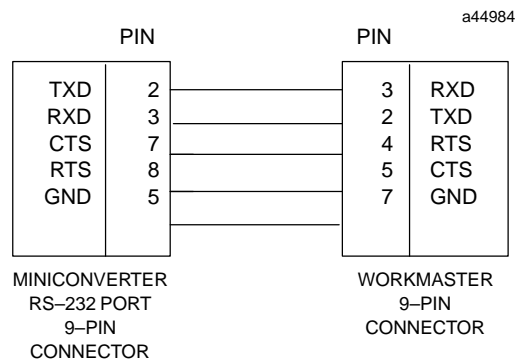 a44984
PIN PIN
TXD 2 3 RXD
RXD 3 2 TXD
CTS 7 4 RTS
RTS 8 5 CTS
GND 5 7 GND
MINICONVERTER
RS–232 PORT
9–PIN
CONNECTOR
WORKMASTER
9–PIN
CONNECTOR